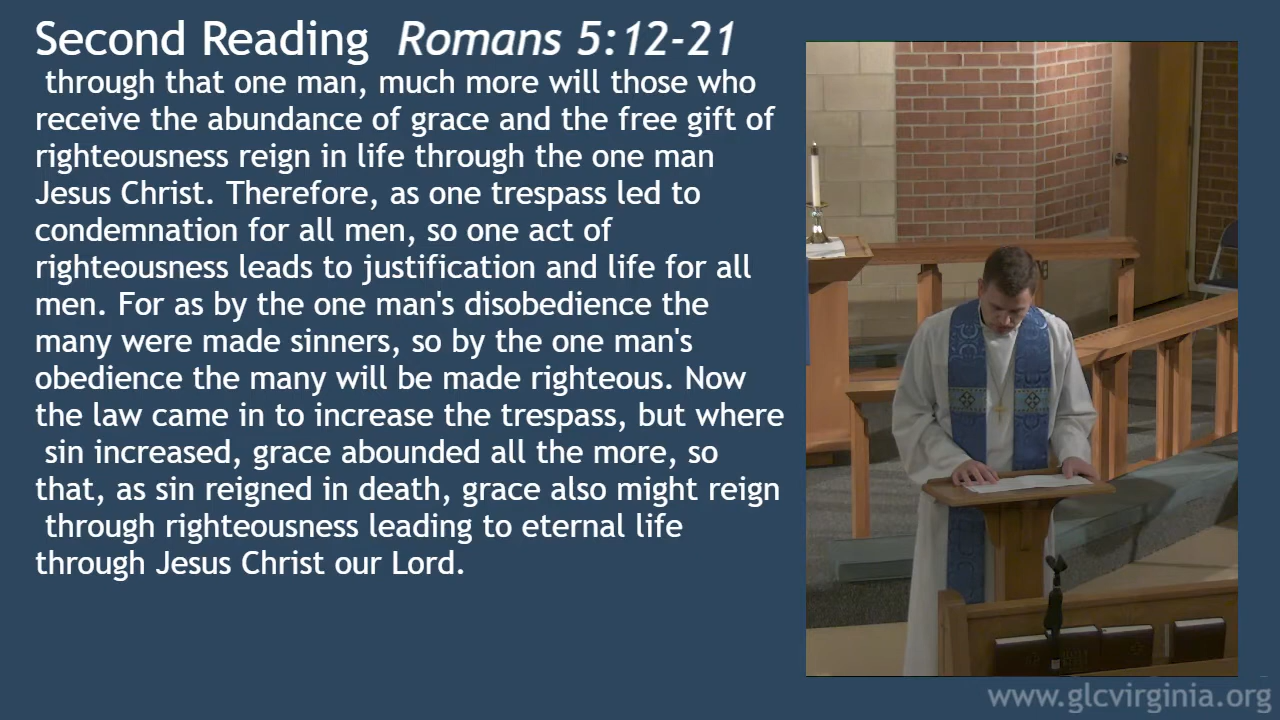 Second Reading Romans 5:12-21
through that one man, much more will those who
receive the abundance of grace and the free gift of
righteousness reign in life through the one man
Jesus Christ. Therefore, as one trespass led to
condemnation for all men, so one act of
righteousness leads to justification and life for all
men. For as by the one man's disobedience the
many were made sinners, so by the one man's
obedience the many will be made righteous. Now
the law came in to increase the trespass, but where
sin increased, grace abounded all the more, so
that, as sin reigned in death, grace also might reign
through righteousness leading to eternal life
through Jesus Christ our Lord.
www.glcvirginia.org